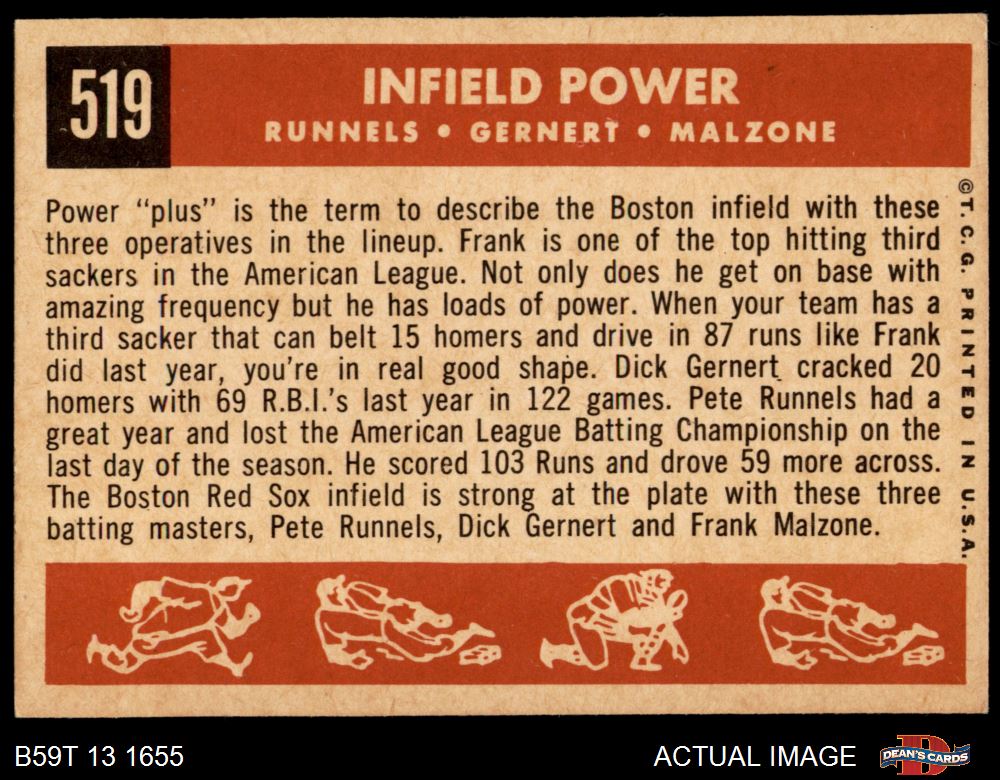 519
INFIELD POWER
RUNNELS • GERNERT • MALZONE
Power “plus” is the term to describe the Boston infield with these
three operatives in the lineup. Frank is one of the top hitting third
sackers in the American League. Not only does he get on base with
amazing frequency but he has loads of power. When your team has a
third sacker that can belt 15 homers and drive in 87 runs like Frank
did last year, you're in real good shape. Dick Gernert cracked 20
homers with 69 R.B.I.'s last year in 122 games. Pete Runnels had a
great year and lost the American League Batting Championship on the
last day of the season. He scored 103 Runs and drove 59 more across.
The Boston Red Sox infield is strong at the plate with these three
batting masters, Pete Runnels, Dick Gernert and Frank Malzone.
© T. C. G. PRINTED IN U.S.A.
B59T 13 1655
ACTUAL IMAGE
DEAN'S CARDS